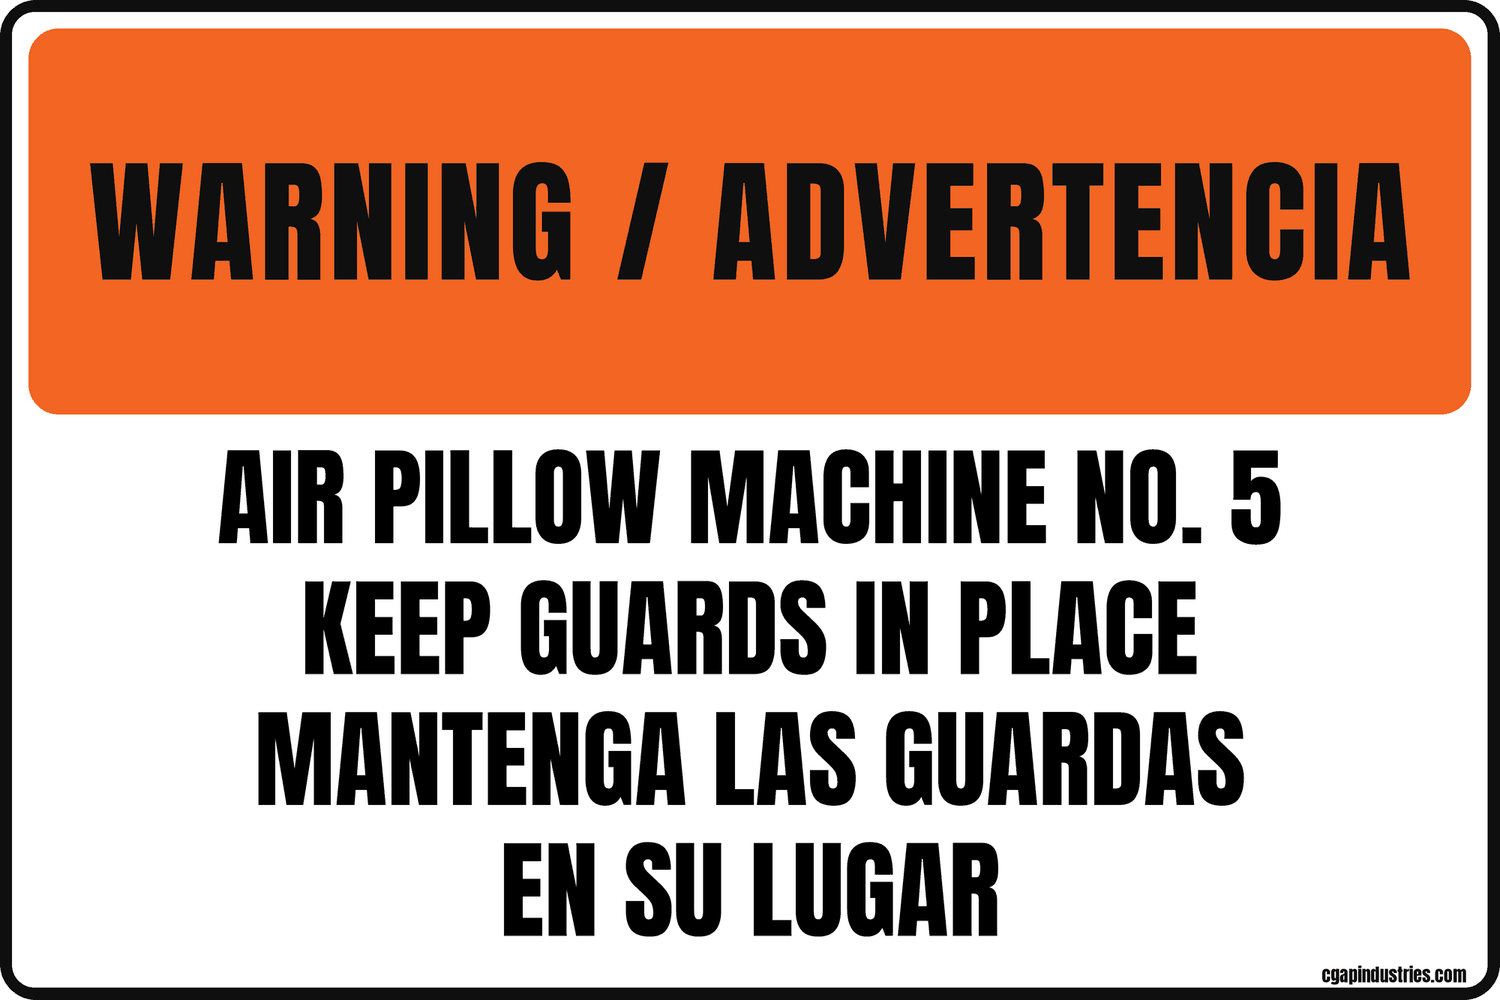 WARNING / ADVERTENCIA
AIR PILLOW MACHINE NO. 5
KEEP GUARDS IN PLACE
MANTENGA LAS GUARDAS
EN SU LUGAR
cgapindustries.com